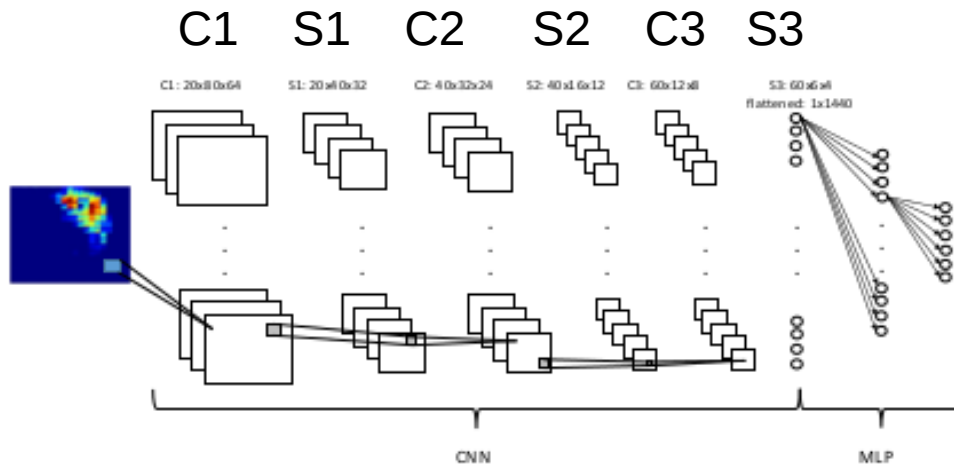 C1 S1 C2 S2 C3 S3
C1: 20x80x64 S1: 20x40x32 C2: 40x32x24 S2: 40x16x12 C3: 60x12x8 S3: 60x6x4
flattened: 1x1440
CNN MLP